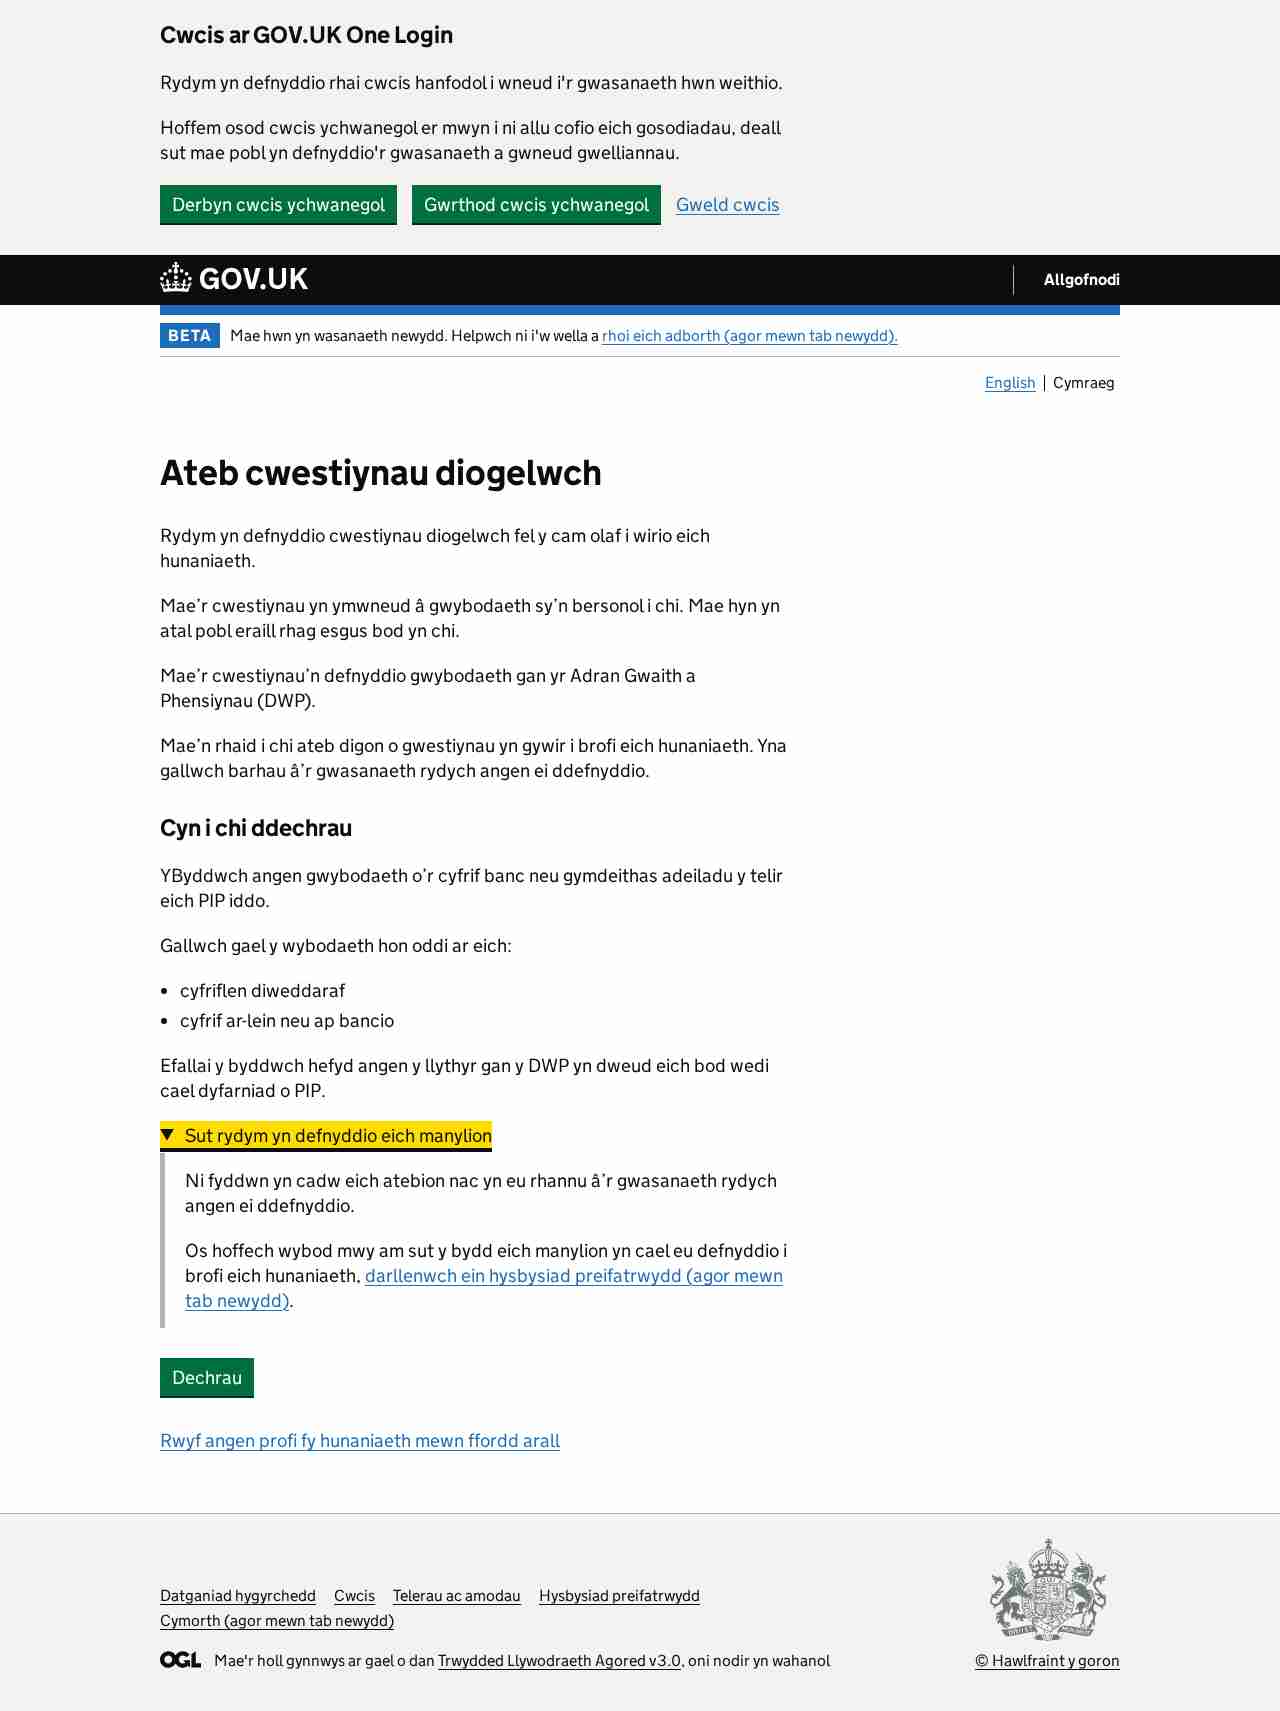 Cwcis ar GOV.UK One Login
Rydym yn defnyddio rhai cwcis hanfodol i wneud i'r gwasanaeth hwn weithio.
Hoffem osod cwcis ychwanegol er mwyn i ni allu cofio eich gosodiadau, deall
sut mae pobl yn defnyddio'r gwasanaeth a gwneud gwelliannau.
Derbyn cwcis ychwanegol Gwrthod cwcis ychwanegol Gweld cwcis
GOV.UK Allgofnodi
BETA Mae hwn yn wasanaeth newydd. Helpwch ni i'w wella a rhoi eich adborth (agor mewn tab newydd).
English Cymraeg
Ateb cwestiynau diogelwch
Rydym yn defnyddio cwestiynau diogelwch fel y cam olaf i wirio eich
hunaniaeth.
Mae’r cwestiynau yn ymwneud â gwybodaeth sy’n bersonol i chi. Mae hyn yn
atal pobl eraill rhag esgus bod yn chi.
Mae’r cwestiynau’n defnyddio gwybodaeth gan yr Adran Gwaith a
Phensiynau (DWP).
Mae’n rhaid i chi ateb digon o gwestiynau yn gywir i brofi eich hunaniaeth. Yna
gallwch barhau â’r gwasanaeth rydych angen ei ddefnyddio.
Cyn i chi ddechrau
YByddwch angen gwybodaeth o’r cyfrif banc neu gymdeithas adeiladu y telir
eich PIP iddo.
Gallwch gael y wybodaeth hon oddi ar eich:
• cyfriflen diweddaraf
• cyfrif ar-lein neu ap bancio
Efallai y byddwch hefyd angen y llythyr gan y DWP yn dweud eich bod wedi
cael dyfarniad o PIP.
Sut rydym yn defnyddio eich manylion
Ni fyddwn yn cadw eich atebion nac yn eu rhannu â’r gwasanaeth rydych
angen ei ddefnyddio.
Os hoffech wybod mwy am sut y bydd eich manylion yn cael eu defnyddio i
brofi eich hunaniaeth, darllenwch ein hysbysiad preifatrwydd (agor mewn
tab newydd).
Dechrau
Rwyf angen profi fy hunaniaeth mewn ffordd arall
Datganiad hygyrchedd Cwcis Telerau ac amodau Hysbysiad preifatrwydd
Cymorth (agor mewn tab newydd)
OGL Mae'r holl gynnwys ar gael o dan Trwydded Llywodraeth Agored v3.0, oni nodir yn wahanol
© Hawlfraint y goron